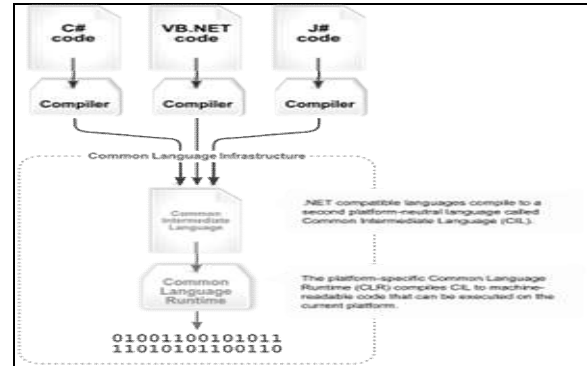 C#
code
VB.NET
code
J#
code
Compiler
Compiler
Compiler
Common Language Infrastructure
Common
Intermediate
Language
.NET compatible languages compile to a
second platform-neutral language called
Common Intermediate Language (CIL).
Common
Language
Runtime
The platform-specific Common Language
Runtime (CLR) compiles CIL to machine-
readable code that can be executed on the
current platform.
01001100101011
11010101100110